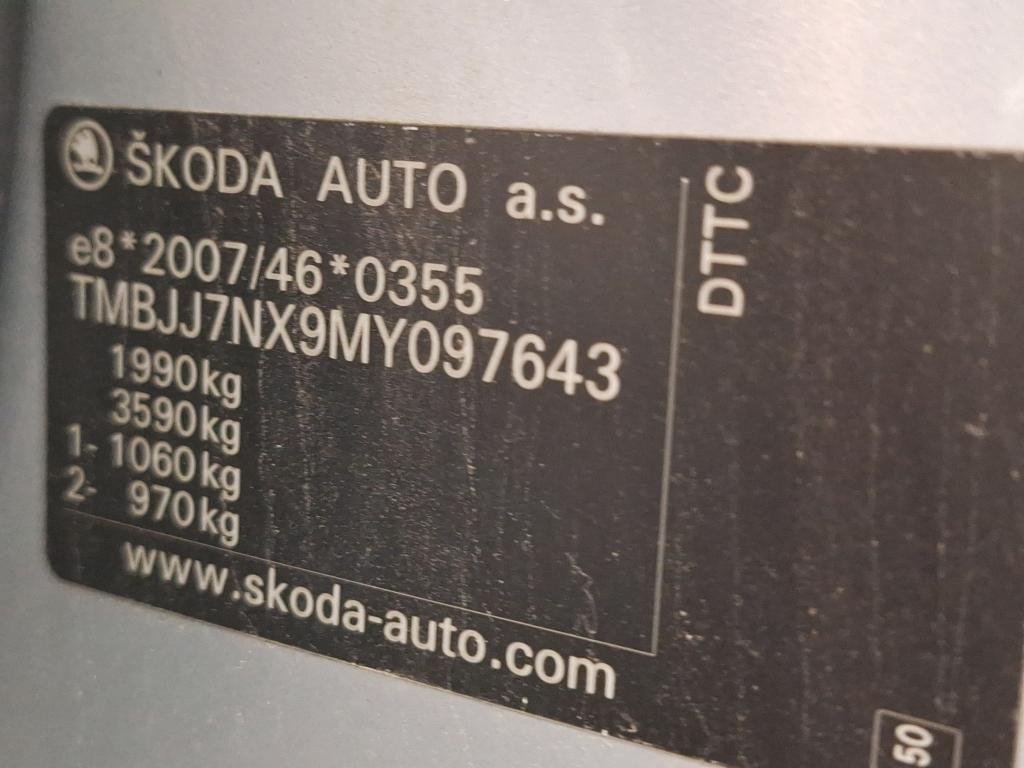 ŠKODA AUTO a.s.
e8*2007/46*0355
TMBJJ7NX9MY097643
1990kg
3590kg
1- 1060kg
2- 970kg
www.skoda-auto.com
DTTC
50